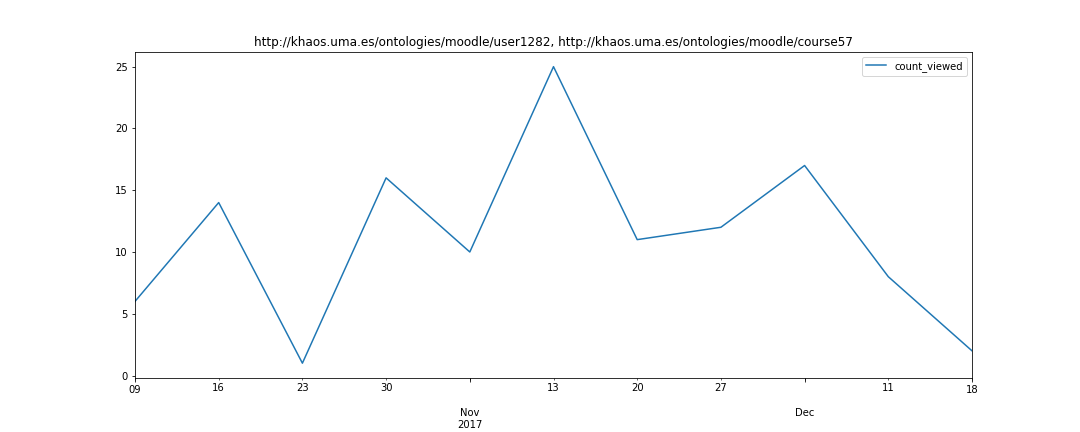 http://khaos.uma.es/ontologies/moodle/user1282, http://khaos.uma.es/ontologies/moodle/course57
count_viewed
25
20
15
10
5
0
09 16 23 30 13 20 27 11 18
Nov Dec
2017